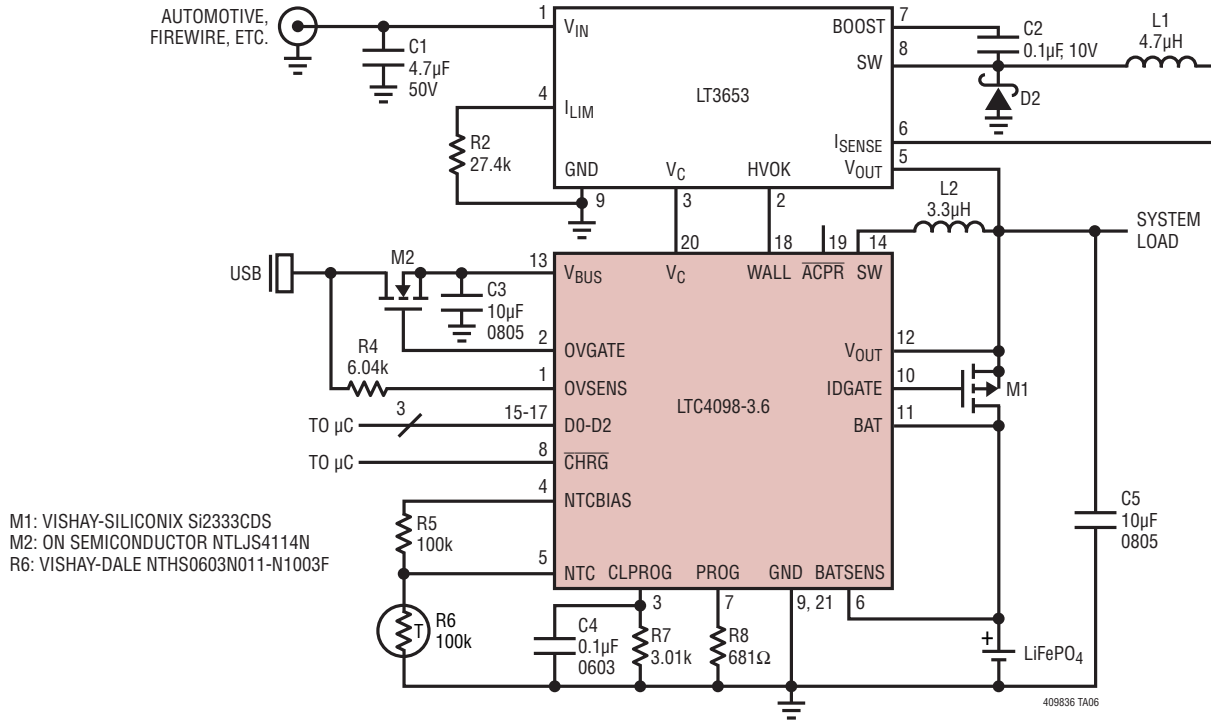 AUTOMOTIVE,
FIREWIRE, ETC.
1
VIN
C1
4.7µF
50V
4
ILIM
R2
27.4k
LT3653
BOOST
7
C2
0.1µF, 10V
SW
8
L1
4.7µH
D2
ISENSE
6
VOUT
5
GND
9
VC
3
HVOK
2
L2
3.3µH
SYSTEM
LOAD
20
18
19
14
USB
M2
13
VBUS
VC
WALL
ACPR
SW
C3
10µF
0805
2
OVGATE
R4
6.04k
1
OVSENS
VOUT
12
IDGATE
10
M1
LTC4098-3.6
3
TO µC
15-17
D0-D2
BAT
11
TO µC
8
CHRG
4
NTCBIAS
R5
100k
C5
10µF
0805
M1: VISHAY-SILICONIX Si2333CDS
M2: ON SEMICONDUCTOR NTLJS4114N
R6: VISHAY-DALE NTHS0603N011-N1003F
5
NTC
CLPROG
PROG
GND
BATSENS
3
7
9, 21
6
T
R6
100k
C4
0.1µF
0603
R7
3.01k
R8
681Ω
+
LiFePO4
409836 TA06